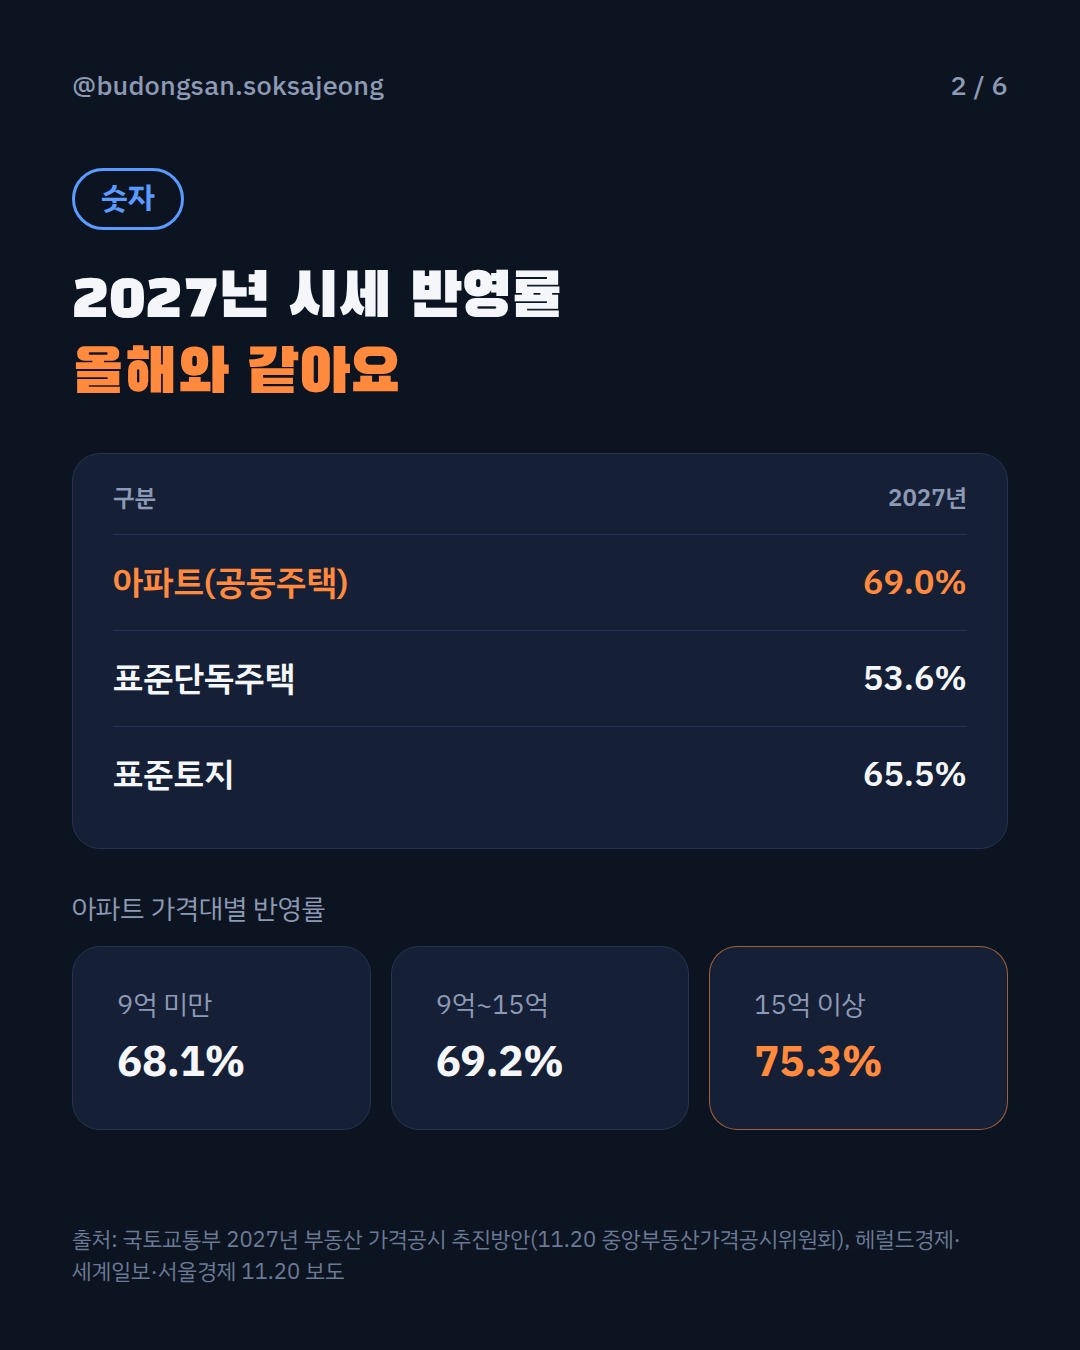 @budongsan.soksajeong
2 / 6
숫자
2027년 시세 반영률
올해와 같아요
구분 2027년
아파트(공동주택) 69.0%
표준단독주택 53.6%
표준토지 65.5%
아파트 가격대별 반영률
9억 미만
68.1%
9억~15억
69.2%
15억 이상
75.3%
출처: 국토교통부 2027년 부동산 가격공시 추진방안(11.20 중앙부동산가격공시위원회), 헤럴드경제·
세계일보·서울경제 11.20 보도